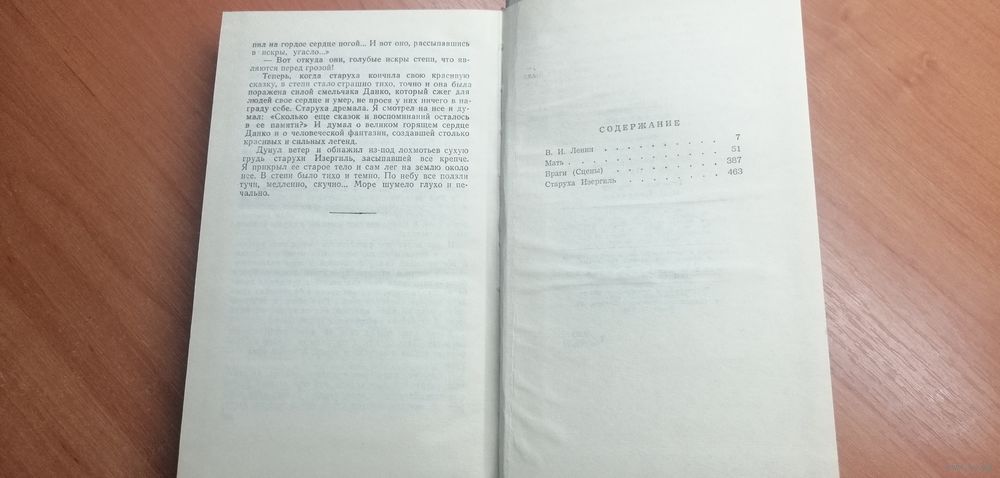 пил на гордое сердце ногой... И вот оно, рассыпавшись
в искры, угасло...»
— Вот откуда они, голубые искры степи, что яв-
ляются перед грозой!
Теперь, когда старуха кончила свою красивую
сказку, в степи стало страшно тихо, точно и она была
поражена силой смельчака Данко, который сжег для
людей свое сердце и умер, не прося у них ничего в на-
граду себе. Старуха дремала. Я смотрел на нее и ду-
мал: «Сколько еще сказок и воспоминаний осталось
в ее памяти?» И думал о великом горящем сердце
Данко и о человеческой фантазии, создавшей столько
красивых и сильных легенд.
Дунул ветер и обнажил из-под лохмотьев сухую
грудь старухи Изергиль, засыпавшей все крепче.
Я прикрыл ее старое тело и сам лег на землю около
нее. В степи было тихо и темно. По небу все ползли
тучи, медленно, скучно... Море шумело глухо и пе-
чально.
СОДЕРЖАНИЕ
В. И. Ленин . . . . . . . . . 7
Мать . . . . . . . . . . . 51
Враги (Сцены) . . . . . . . . 387
Старуха Изергиль . . . . . . . 463